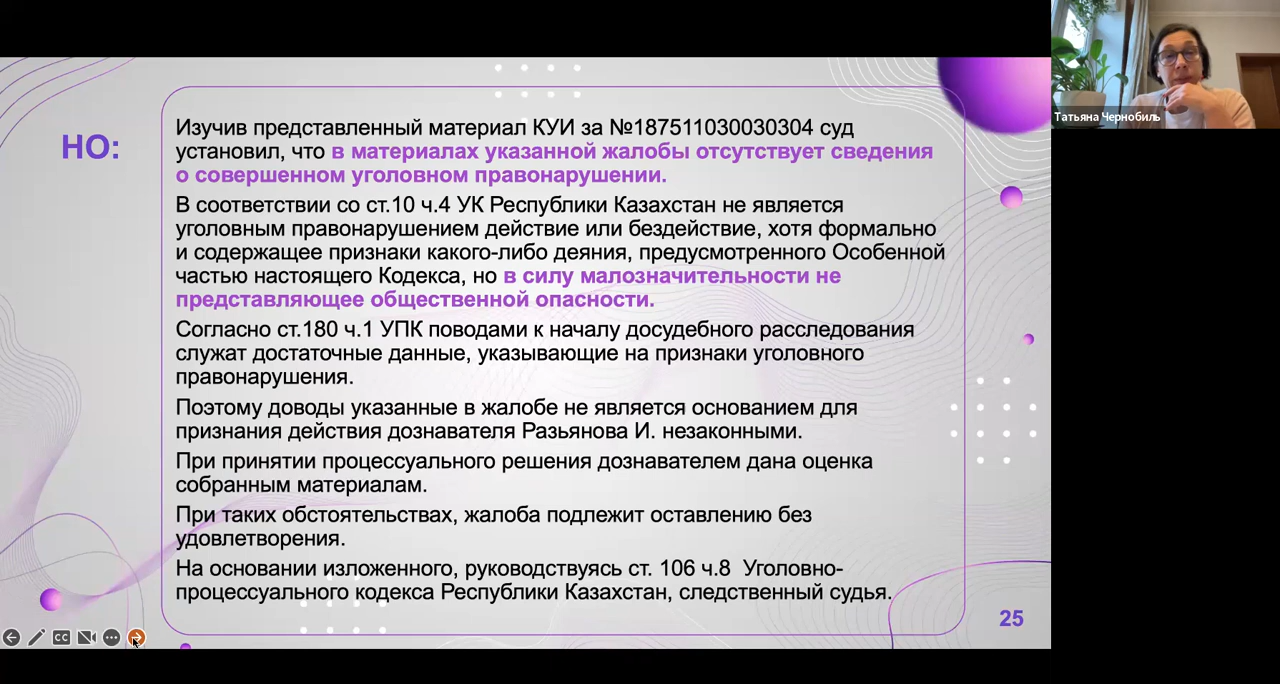 НО:
Изучив представленный материал КУИ за №187511030030304 суд
установил, что в материалах указанной жалобы отсутствует сведения
о совершенном уголовном правонарушении.
В соответствии со ст.10 ч.4 УК Республики Казахстан не является
уголовным правонарушением действие или бездействие, хотя формально
и содержащее признаки какого-либо деяния, предусмотренного Особенной
частью настоящего Кодекса, но в силу малозначительности не
представляющее общественной опасности.
Согласно ст.180 ч.1 УПК поводами к началу досудебного расследования
служат достаточные данные, указывающие на признаки уголовного
правонарушения.
Поэтому доводы указанные в жалобе не является основанием для
признания действия дознавателя Разьянова И. незаконными.
При принятии процессуального решения дознавателем дана оценка
собранным материалам.
При таких обстоятельствах, жалоба подлежит оставлению без
удовлетворения.
На основании изложенного, руководствуясь ст. 106 ч.8 Уголовно-
процессуального кодекса Республики Казахстан, следственный судья.
25
CC
Татьяна Чернобиль